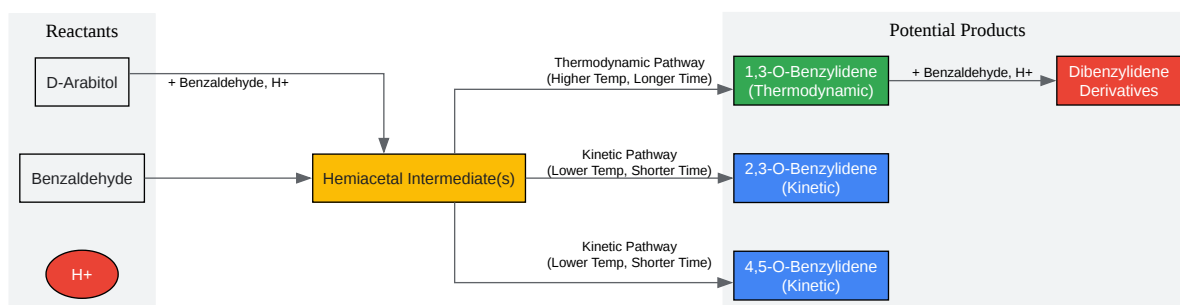 Reactants
Potential Products
D-Arabitol
+ Benzaldehyde, H+
Thermodynamic Pathway
(Higher Temp, Longer Time)
1,3-O-Benzylidene
(Thermodynamic)
+ Benzaldehyde, H+
Dibenzylidene
Derivatives
Benzaldehyde
Hemiacetal Intermediate(s)
Kinetic Pathway
(Lower Temp, Shorter Time)
2,3-O-Benzylidene
(Kinetic)
H+
Kinetic Pathway
(Lower Temp, Shorter Time)
4,5-O-Benzylidene
(Kinetic)